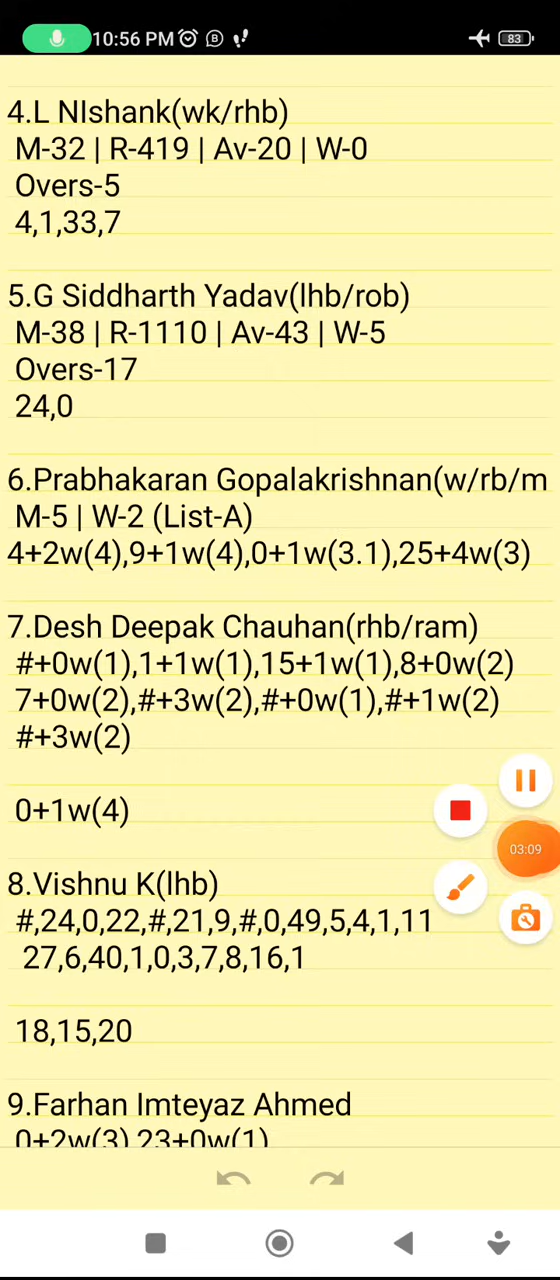 10:56 PM
83
4.L NIshank(wk/rhb)
M-32 | R-419 | Av-20 | W-0
Overs-5
4,1,33,7
5.G Siddharth Yadav(lhb/rob)
M-38 | R-1110 | Av-43 | W-5
Overs-17
24,0
6.Prabhakaran Gopalakrishnan(w/rb/m
M-5 | W-2 (List-A)
4+2w(4),9+1w(4),0+1w(3.1),25+4w(3)
7.Desh Deepak Chauhan(rhb/ram)
#+0w(1),1+1w(1),15+1w(1),8+0w(2)
7+0w(2),#+3w(2),#+0w(1),#+1w(2)
#+3w(2)
0+1w(4)
03:09
8.Vishnu K(lhb)
#,24,0,22,#,21,9,#,0,49,5,4,1,11
27,6,40,1,0,3,7,8,16,1
18,15,20
9.Farhan Imteyaz Ahmed
0+2w(3) 23+0w(1)